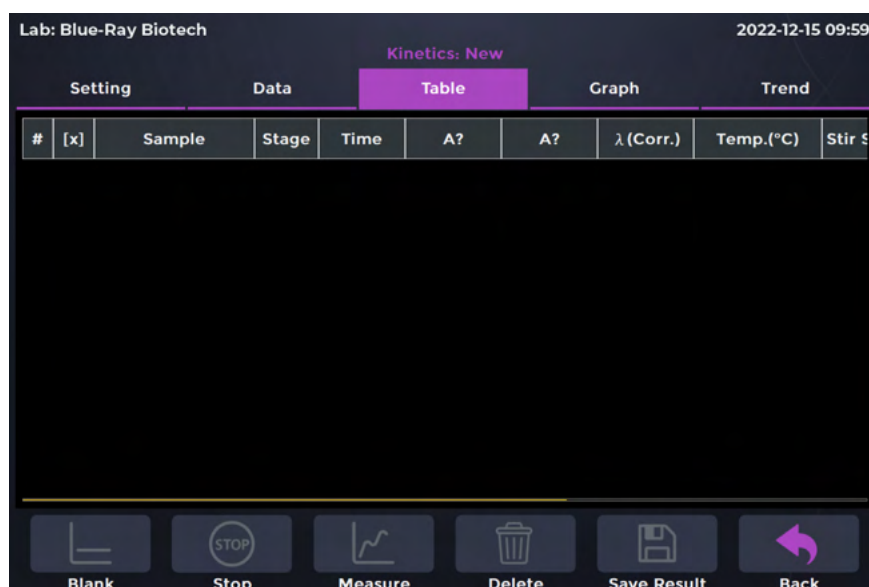 Lab: Blue-Ray Biotech 2022-12-15 09:59
Kinetics: New
Setting Data Table Graph Trend
# [x] Sample Stage Time A? A? λ(Corr.) Temp.(°C) Stir S
STOP
Blank Stop Measure Delete Save Result Back